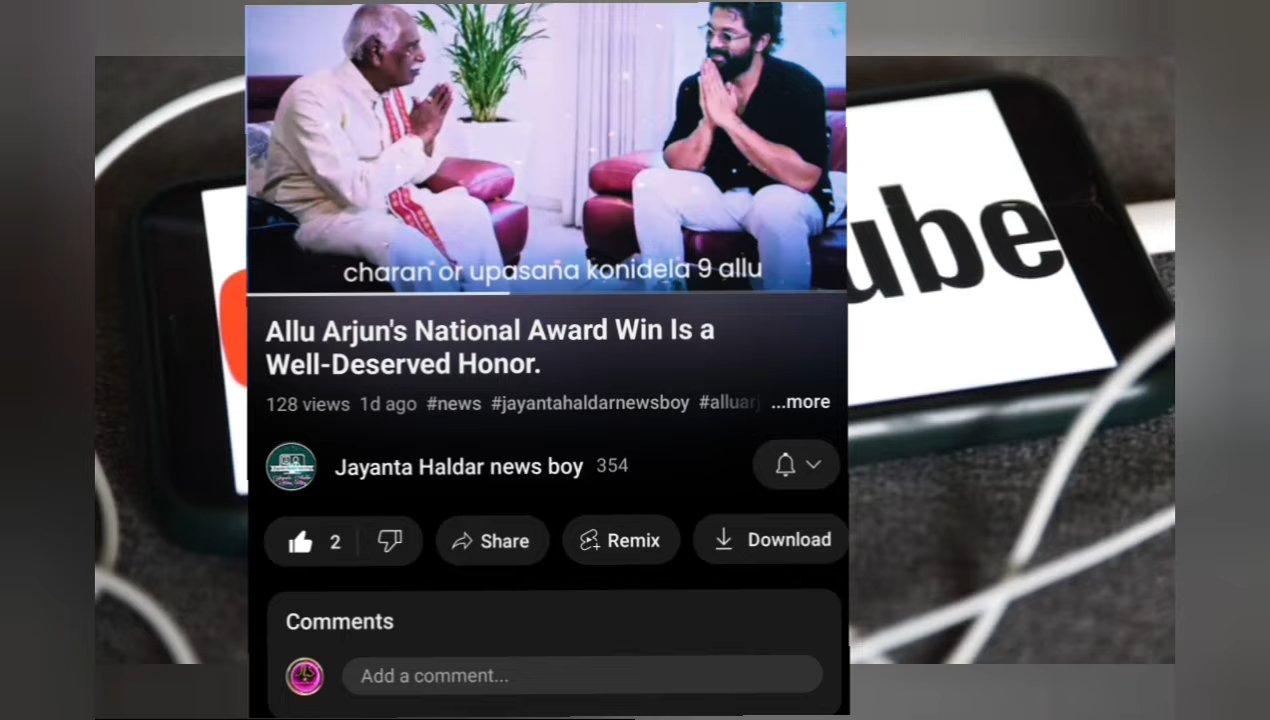 charan or upasana konidela 9 allu
Allu Arjun's National Award Win Is a
Well-Deserved Honor.
128 views 1d ago #news #jayantahaldarnewsboy #alluar ...more
Jayanta Haldar news boy 354
2 Share Remix Download
Comments
Add a comment...
ube